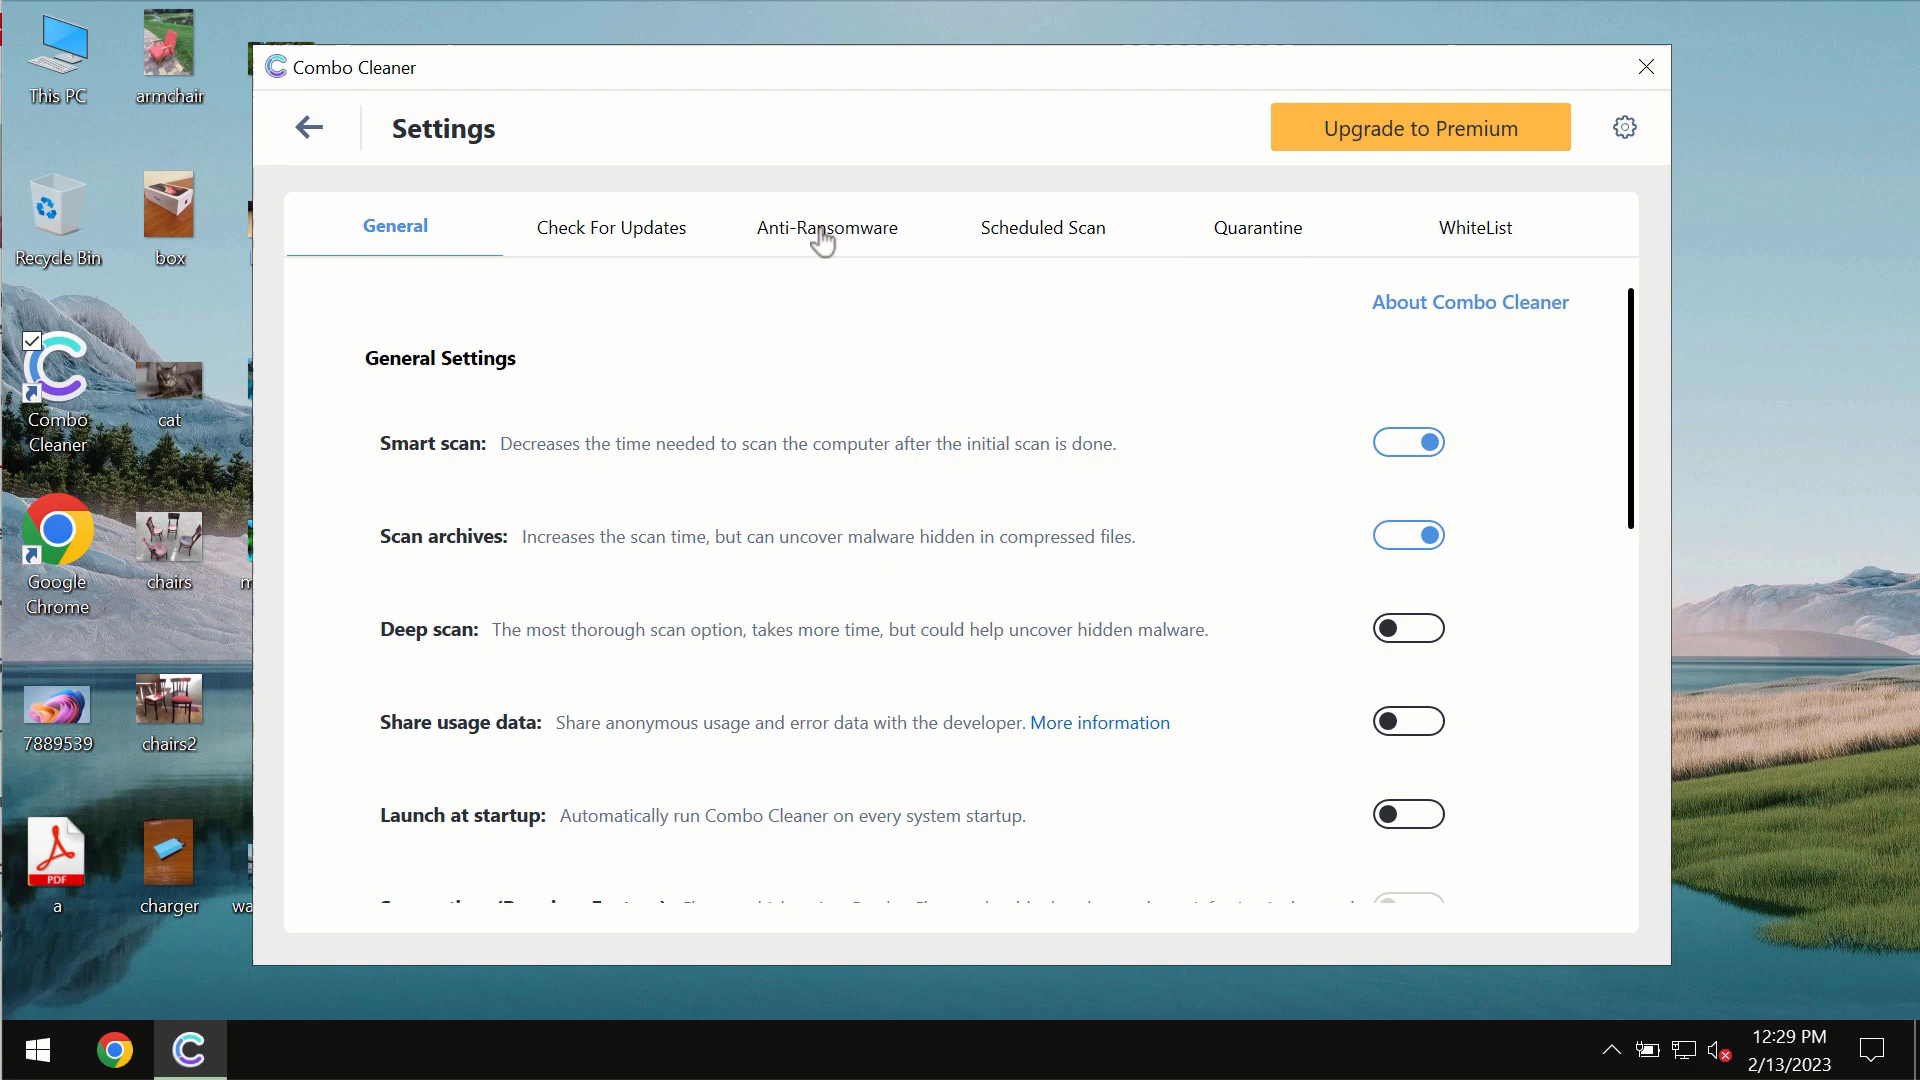 Combo Cleaner
Settings
Upgrade to Premium
General
Check For Updates
Anti-Ransomware
Scheduled Scan
Quarantine
WhiteList
About Combo Cleaner
General Settings
Smart scan: Decreases the time needed to scan the computer after the initial scan is done.
Scan archives: Increases the scan time, but can uncover malware hidden in compressed files.
Deep scan: The most thorough scan option, takes more time, but could help uncover hidden malware.
Share usage data: Share anonymous usage and error data with the developer. More information
Launch at startup: Automatically run Combo Cleaner on every system startup.
This PC
armchair
Recycle Bin
box
Combo
Cleaner
cat
Google
Chrome
chairs
7889539
chairs2
PDF
a
charger
wa
12:29 PM
2/13/2023